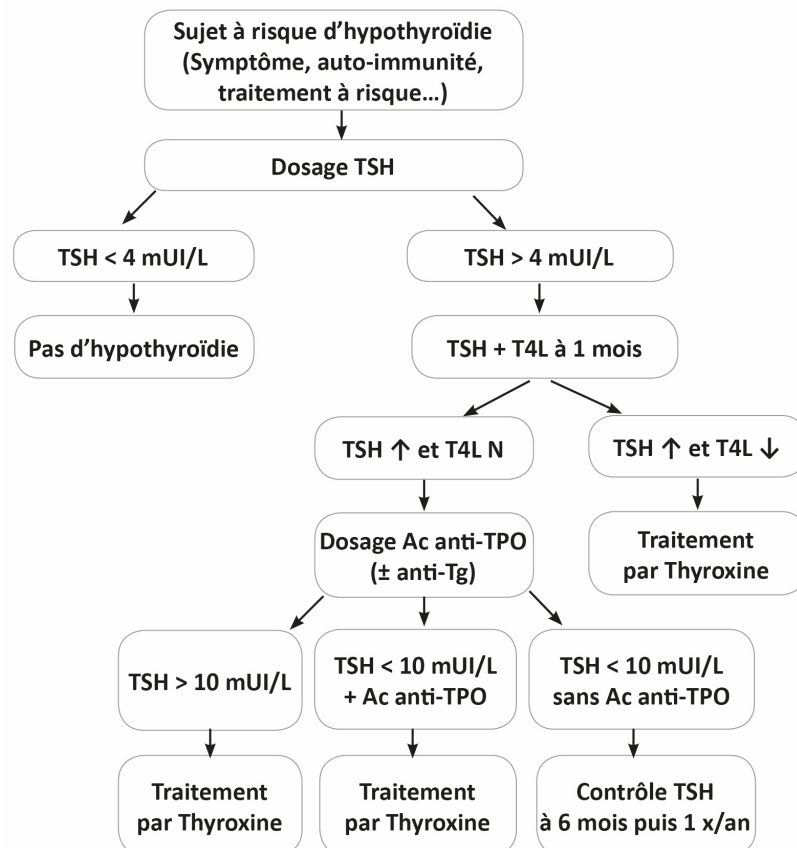 Sujet à risque d’hypothyroïdie
(Symptôme, auto-immunité,
traitement à risque...)
Dosage TSH
TSH < 4 mUI/L
TSH > 4 mUI/L
Pas d’hypothyroïdie
TSH + T4L à 1 mois
TSH ↑ et T4L N
TSH ↑ et T4L ↓
Dosage Ac anti-TPO
(± anti-Tg)
Traitement
par Thyroxine
TSH > 10 mUI/L
TSH < 10 mUI/L
+ Ac anti-TPO
TSH < 10 mUI/L
sans Ac anti-TPO
Traitement
par Thyroxine
Traitement
par Thyroxine
Contrôle TSH
à 6 mois puis 1 x/an